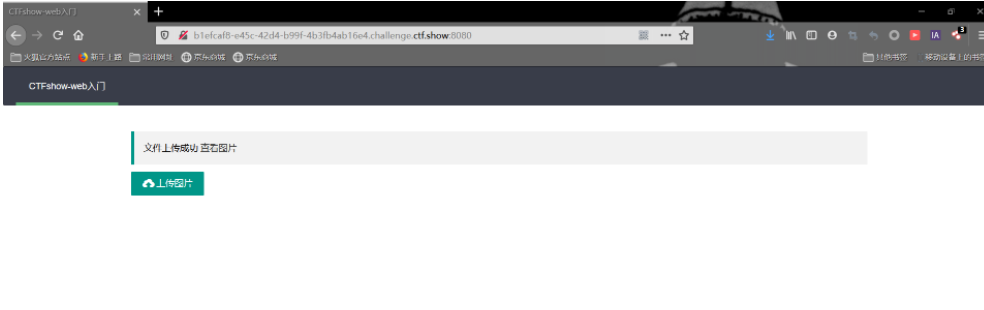 CTFshow-web入门
b1efcaf8-e45c-42d4-b99f-4b3fb4ab16e4.challenge.ctf.show:8080
火狐官方站点 新手上路 常用网址 京东商城 京东商城
其他书签 移动设备上的书签
CTFshow-web入门
文件上传成功 查看图片
上传图片